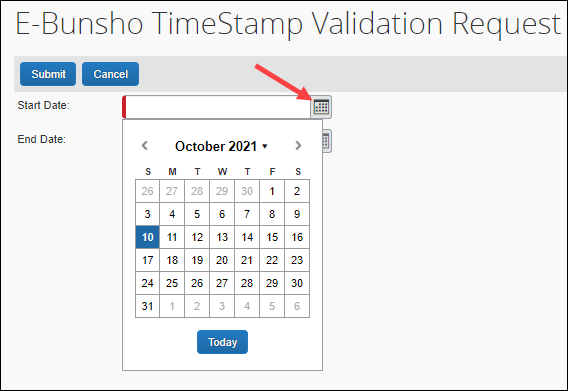 E-Bunsho TimeStamp Validation Request
Submit Cancel
Start Date:
End Date:
October 2021
S M T W T F S
26 27 28 29 30 1 2
3 4 5 6 7 8 9
10 11 12 13 14 15 16
17 18 19 20 21 22 23
24 25 26 27 28 29 30
31 1 2 3 4 5 6
Today